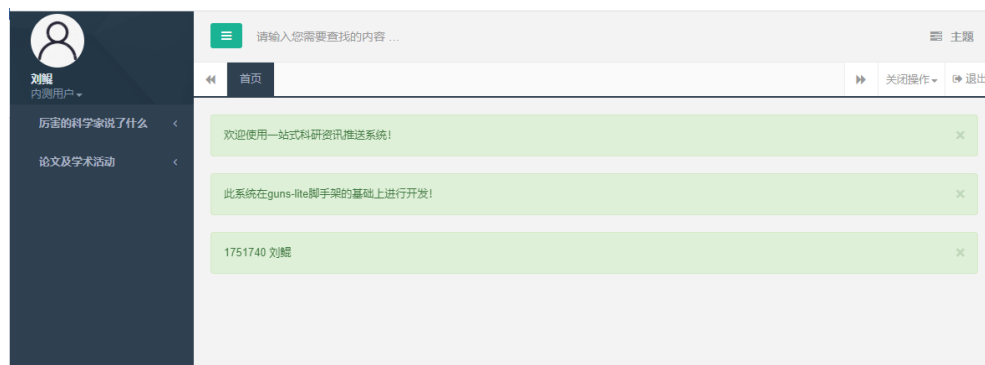 请输入您需要查找的内容 …
主题
刘鲲
内测用户
首页
关闭操作
退出
厉害的科学家说了什么
论文及学术活动
欢迎使用一站式科研资讯推送系统!
此系统在guns-lite脚手架的基础上进行开发!
1751740 刘鲲